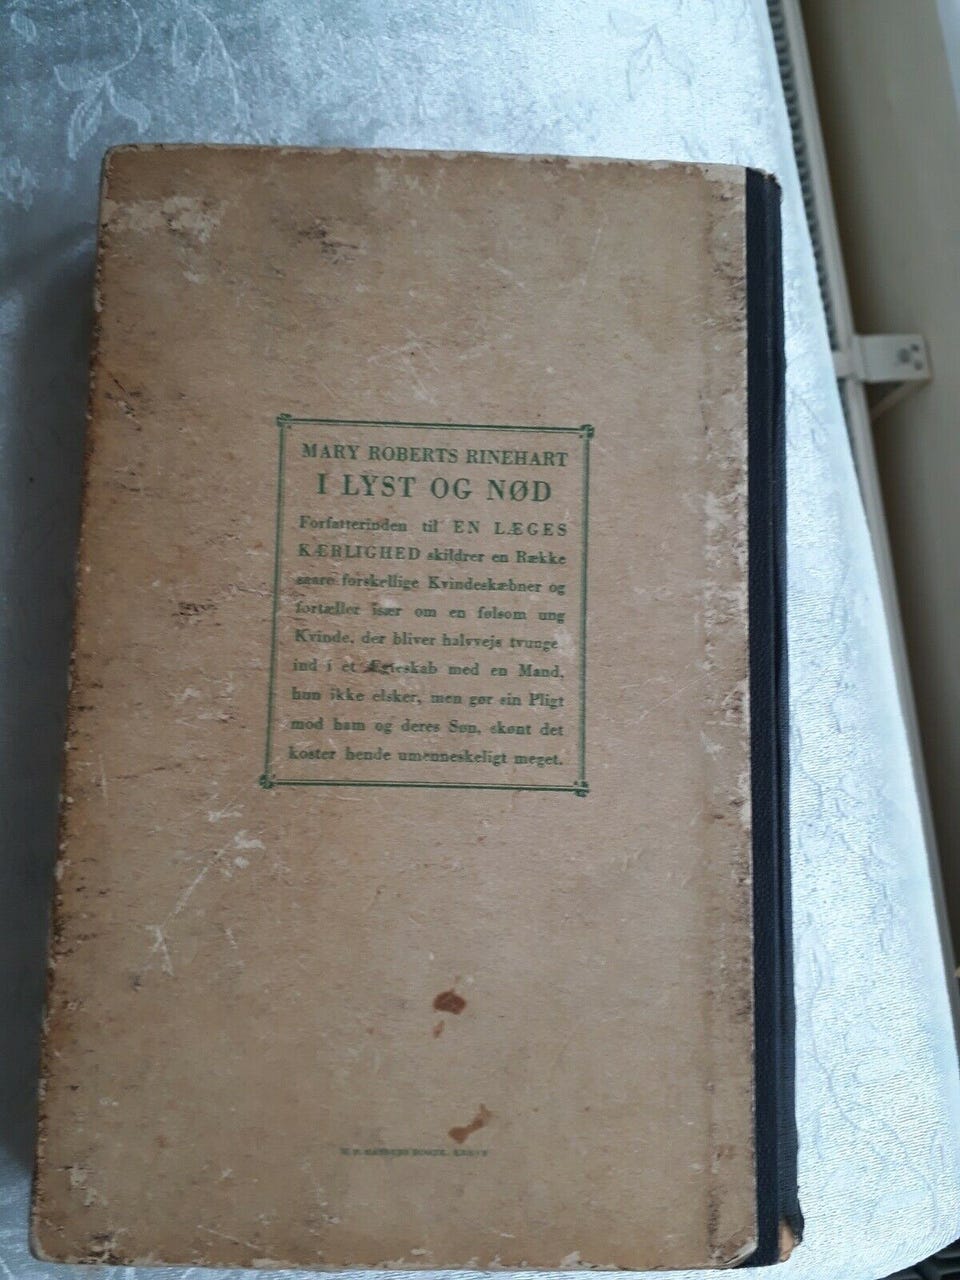 MARY ROBERTS RINEHART
I LYST OG NØD
Forfatterinden til EN LÆGES
KÆRLIGHED skildrer en Række
saare forskellige Kvindeskæbner og
fortæller især om en følsom ung
Kvinde, der bliver halvvejs tvunge
ind i et Ægteskab med en Mand,
hun ikke elsker, men gør sin Pligt
mod ham og deres Søn, skønt det
koster hende umenneskeligt meget.